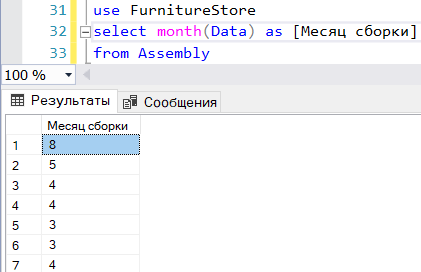 31 use FurnitureStore
32 select month(Data) as [Месяц сборки]
33 from Assembly
100 %
Результаты Сообщения
Месяц сборки
1 8
2 5
3 4
4 4
5 3
6 3
7 4